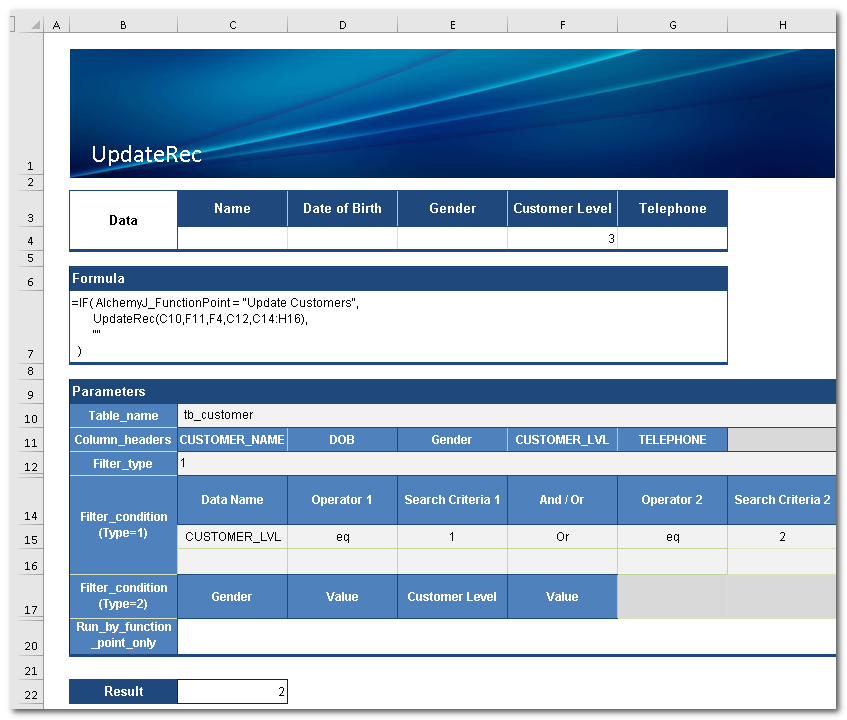 A B C D E F G H
1 UpdateRec
2
3 Data Name Date of Birth Gender Customer Level Telephone
4 3
5
6 Formula
=IF( AlchemyJ_FunctionPoint = "Update Customers",
UpdateRec(C10,F11,F4,C12,C14:H16),
""
7 )
8
9 Parameters
10 Table_name tb_customer
11 Column_headers CUSTOMER_NAME DOB Gender CUSTOMER_LVL TELEPHONE
12 Filter_type 1
14 Data Name Operator 1 Search Criteria 1 And / Or Operator 2 Search Criteria 2
Filter_condition
(Type=1)
15 CUSTOMER_LVL eq 1 Or eq 2
16
Filter_condition
(Type=2)
17 Gender Value Customer Level Value
Run_by_function
_point_only
20
21
22 Result 2